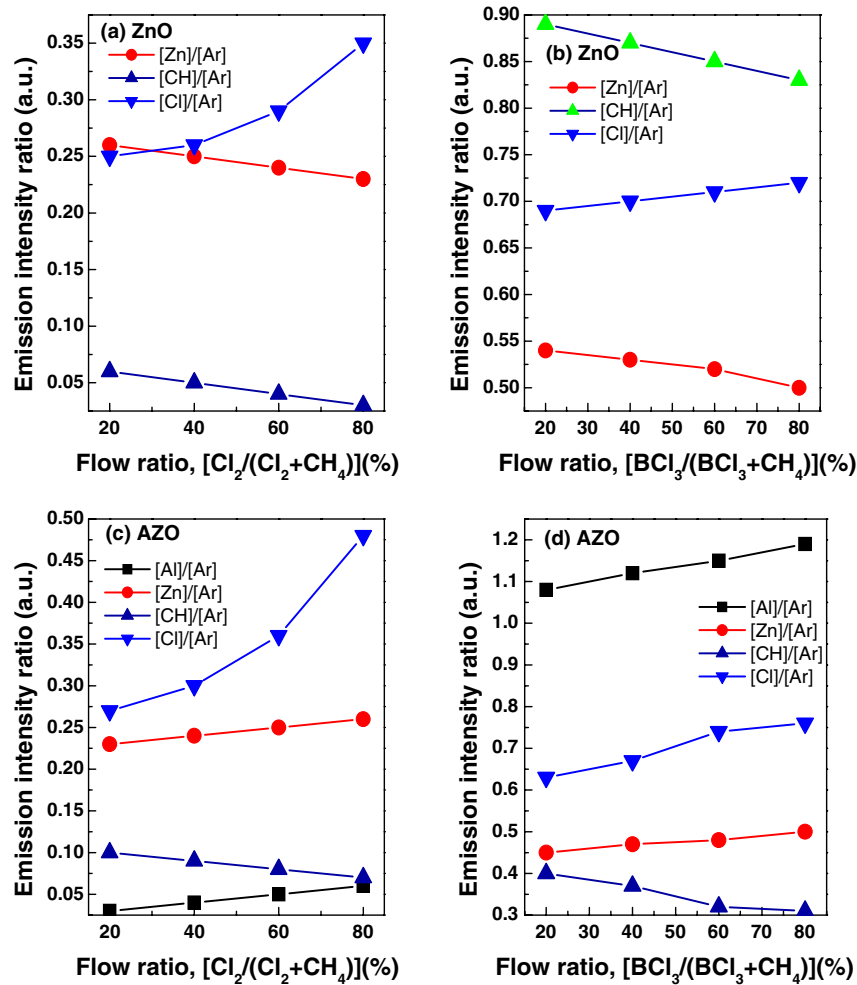 (a) ZnO
[Zn]/[Ar]
[CH]/[Ar]
[Cl]/[Ar]
0.35
0.30
0.25
0.20
0.15
0.10
0.05
Emission intensity ratio (a.u.)
20 40 60 80
Flow ratio, [Cl₂/(Cl₂+CH₄)](%)
(b) ZnO
[Zn]/[Ar]
[CH]/[Ar]
[Cl]/[Ar]
0.90
0.85
0.80
0.75
0.70
0.65
0.60
0.55
0.50
Emission intensity ratio (a.u.)
20 30 40 50 60 70 80
Flow ratio, [BCl₃/(BCl₃+CH₄)](%)
(c) AZO
[Al]/[Ar]
[Zn]/[Ar]
[CH]/[Ar]
[Cl]/[Ar]
0.50
0.45
0.40
0.35
0.30
0.25
0.20
0.15
0.10
0.05
Emission intensity ratio (a.u.)
20 40 60 80
Flow ratio, [Cl₂/(Cl₂+CH₄)](%)
(d) AZO
[Al]/[Ar]
[Zn]/[Ar]
[CH]/[Ar]
[Cl]/[Ar]
1.2
1.1
1.0
0.9
0.8
0.7
0.6
0.5
0.4
0.3
Emission intensity ratio (a.u.)
20 30 40 50 60 70 80
Flow ratio, [BCl₃/(BCl₃+CH₄)](%)